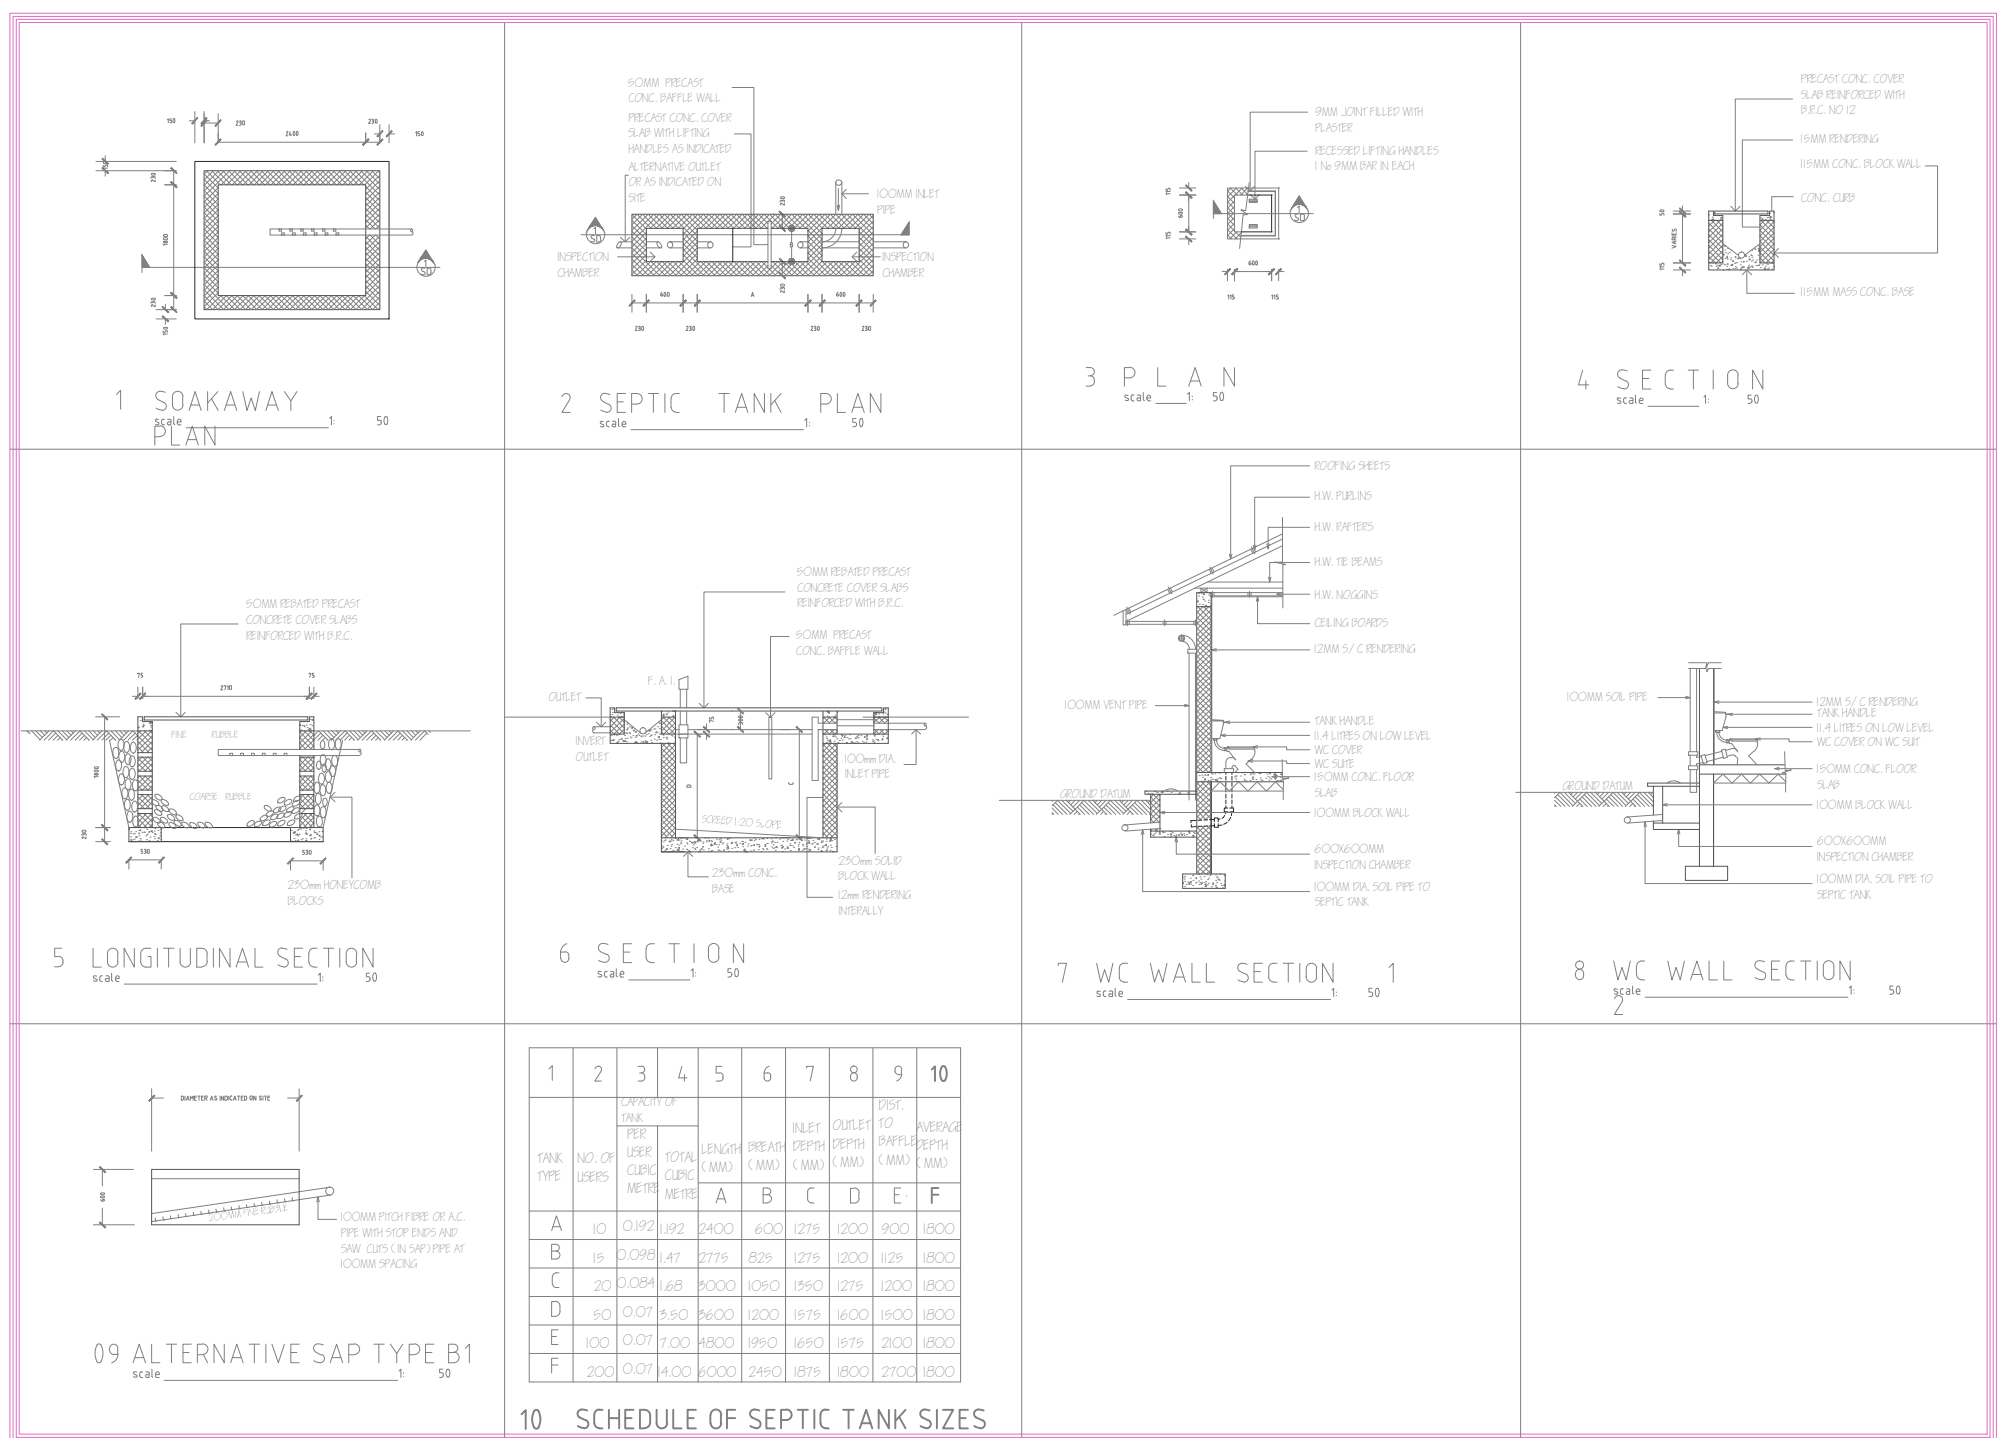 150
230
2400
230
150
150
230
1800
230
150
1
SD
1 SOAKAWAY
PLAN
scale 1: 50
50MM PRECAST
CONC. BAFFLE WALL
PRECAST CONC. COVER
SLAB WITH LIFTING
HANDLES AS INDICATED
ALTERNATIVE OUTLET
OR AS INDICATED ON
SITE
100MM INLET
PIPE
230
B
230
1
SD
INSPECTION
CHAMBER
INSPECTION
CHAMBER
600
A
600
230
230
230
230
2 SEPTIC TANK PLAN
scale 1: 50
9MM JOINT FILLED WITH
PLASTER
RECESSED LIFTING HANDLES
1 No 9MM BAR IN EACH
115
600
115
1
SD
600
115
115
3 PLAN
scale 1: 50
PRECAST CONC. COVER
SLAB REINFORCED WITH
B.R.C. NO 12
15MM RENDERING
115MM CONC. BLOCK WALL
CONC. CURB
50
VARIES
115
115MM MASS CONC. BASE
4 SECTION
scale 1: 50
50MM REBATED PRECAST
CONCRETE COVER SLABS
REINFORCED WITH B.R.C.
75
2710
75
FINE RUBBLE
1800
COARSE RUBBLE
230
530
530
230mm HONEYCOMB
BLOCKS
5 LONGITUDINAL SECTION
scale 1: 50
50MM REBATED PRECAST
CONCRETE COVER SLABS
REINFORCED WITH B.R.C.
50MM PRECAST
CONC. BAFFLE WALL
F. A. I.
OUTLET
75
300
INVERT
OUTLET
100mm DIA.
INLET PIPE
D
C
SCREED 1:20 SLOPE
230mm CONC.
BASE
230mm SOLID
BLOCK WALL
12mm RENDERING
INTERALLY
6 SECTION
scale 1: 50
ROOFING SHEETS
H.W. PURLINS
H.W. RAFTERS
H.W. TIE BEAMS
H.W. NOGGINS
CEILING BOARDS
12MM S/ C RENDERING
100MM VENT PIPE
TANK HANDLE
11.4 LITRES ON LOW LEVEL
WC COVER
WC SUITE
150MM CONC. FLOOR
SLAB
GROUND DATUM
100MM BLOCK WALL
600X600MM
INSPECTION CHAMBER
100MM DIA. SOIL PIPE TO
SEPTIC TANK
7 WC WALL SECTION 1
scale 1: 50
100MM SOIL PIPE
12MM S/ C RENDERING
TANK HANDLE
11.4 LITRES ON LOW LEVEL
WC COVER ON WC SUIT
150MM CONC. FLOOR
SLAB
GROUND DATUM
100MM BLOCK WALL
600X600MM
INSPECTION CHAMBER
100MM DIA. SOIL PIPE TO
SEPTIC TANK
8 WC WALL SECTION
2
scale 1: 50
DIAMETER AS INDICATED ON SITE
600
200MM FINE RUBBLE
100MM PITCH FIBRE OR A.C.
PIPE WITH STOP ENDS AND
SAW CUTS ( IN SAP) PIPE AT
100MM SPACING
09 ALTERNATIVE SAP TYPE B1
scale 1: 50
1 2 3 4 5 6 7 8 9 10
TANK
TYPE
NO. OF
USERS
CAPACITY OF
TANK
PER
USER
CUBIC
METRE
TOTAL
CUBIC
METRE
LENGTH
( MM)
BREATH
( MM)
INLET
DEPTH
( MM)
OUTLET
DEPTH
( MM)
DIST.
TO
BAFFLE
( MM)
AVERAGE
DEPTH
( MM)
A B C D E. F
A 10 0.192 1.192 2400 600 1275 1200 900 1800
B 15 0.098 1.47 2775 825 1275 1200 1125 1800
C 20 0.084 1.68 3000 1050 1350 1275 1200 1800
D 50 0.07 3.50 3600 1200 1575 1600 1500 1800
E 100 0.07 7.00 4800 1950 1650 1575 2100 1800
F 200 0.07 14.00 6000 2450 1875 1800 2700 1800
10 SCHEDULE OF SEPTIC TANK SIZES